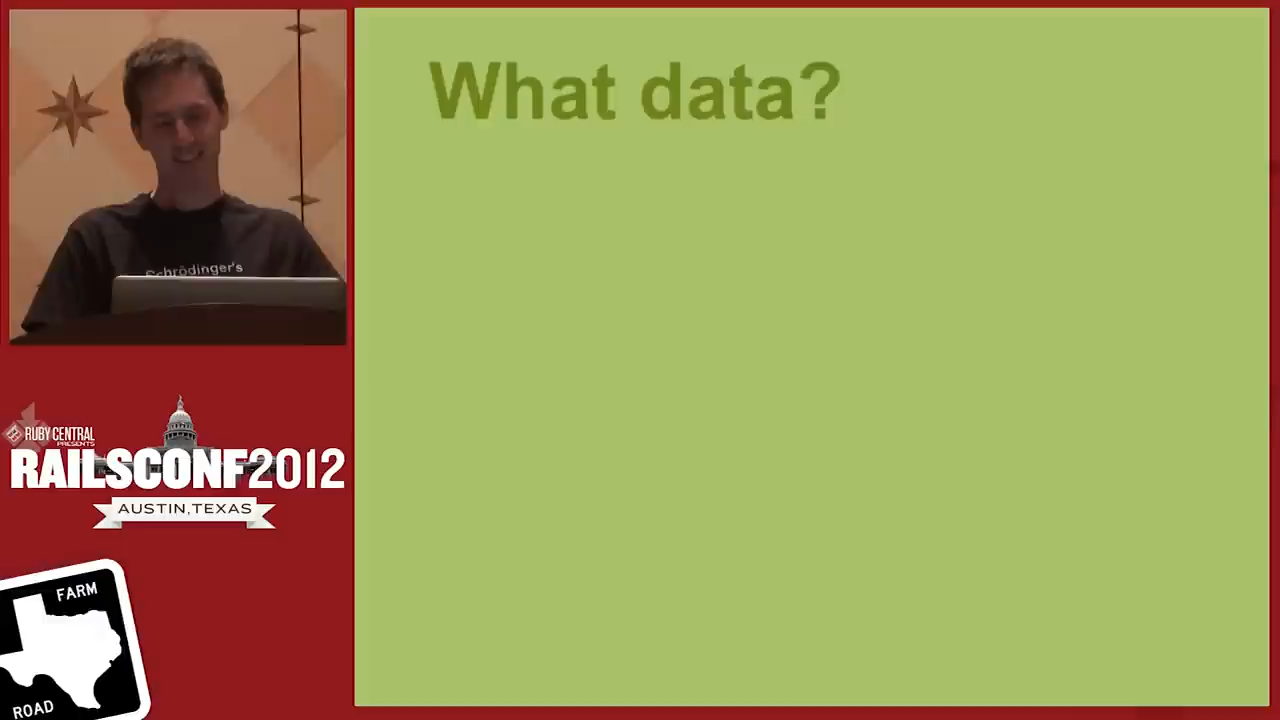 What data?
Schrödinger's
RUBY CENTRAL
PRESENTS
RAILSCONF2012
AUSTIN, TEXAS
FARM
ROAD